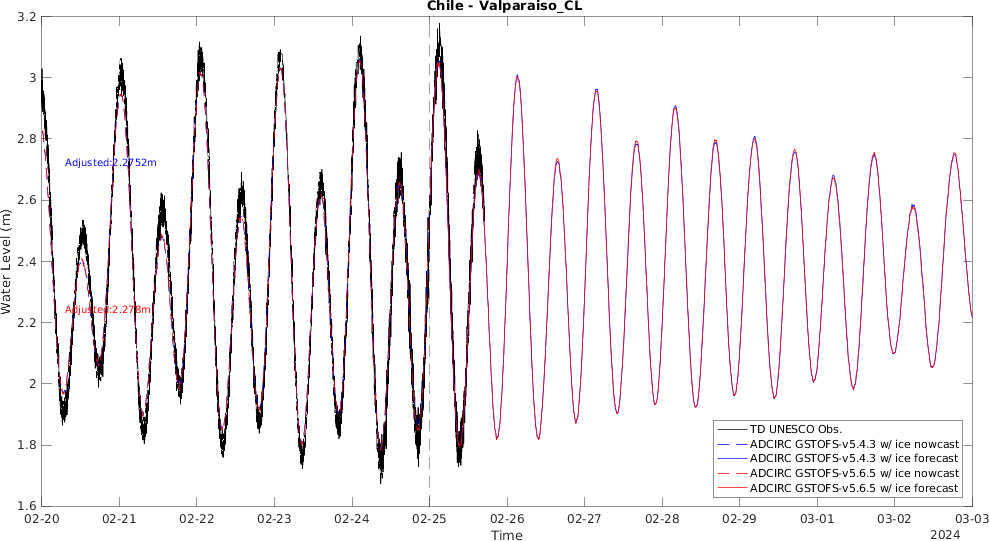 Chile - Valparaiso_CL
3.2
3
2.8
2.6
2.4
2.2
2
1.8
1.6
Water Level (m)
Adjusted:2.2752m
Adjusted:2.278m
TD UNESCO Obs.
ADCIRC GSTOFS-v5.4.3 w/ ice nowcast
ADCIRC GSTOFS-v5.4.3 w/ ice forecast
ADCIRC GSTOFS-v5.6.5 w/ ice nowcast
ADCIRC GSTOFS-v5.6.5 w/ ice forecast
02-20 02-21 02-22 02-23 02-24 02-25 02-26 02-27 02-28 02-29 03-01 03-02 03-03
Time
2024